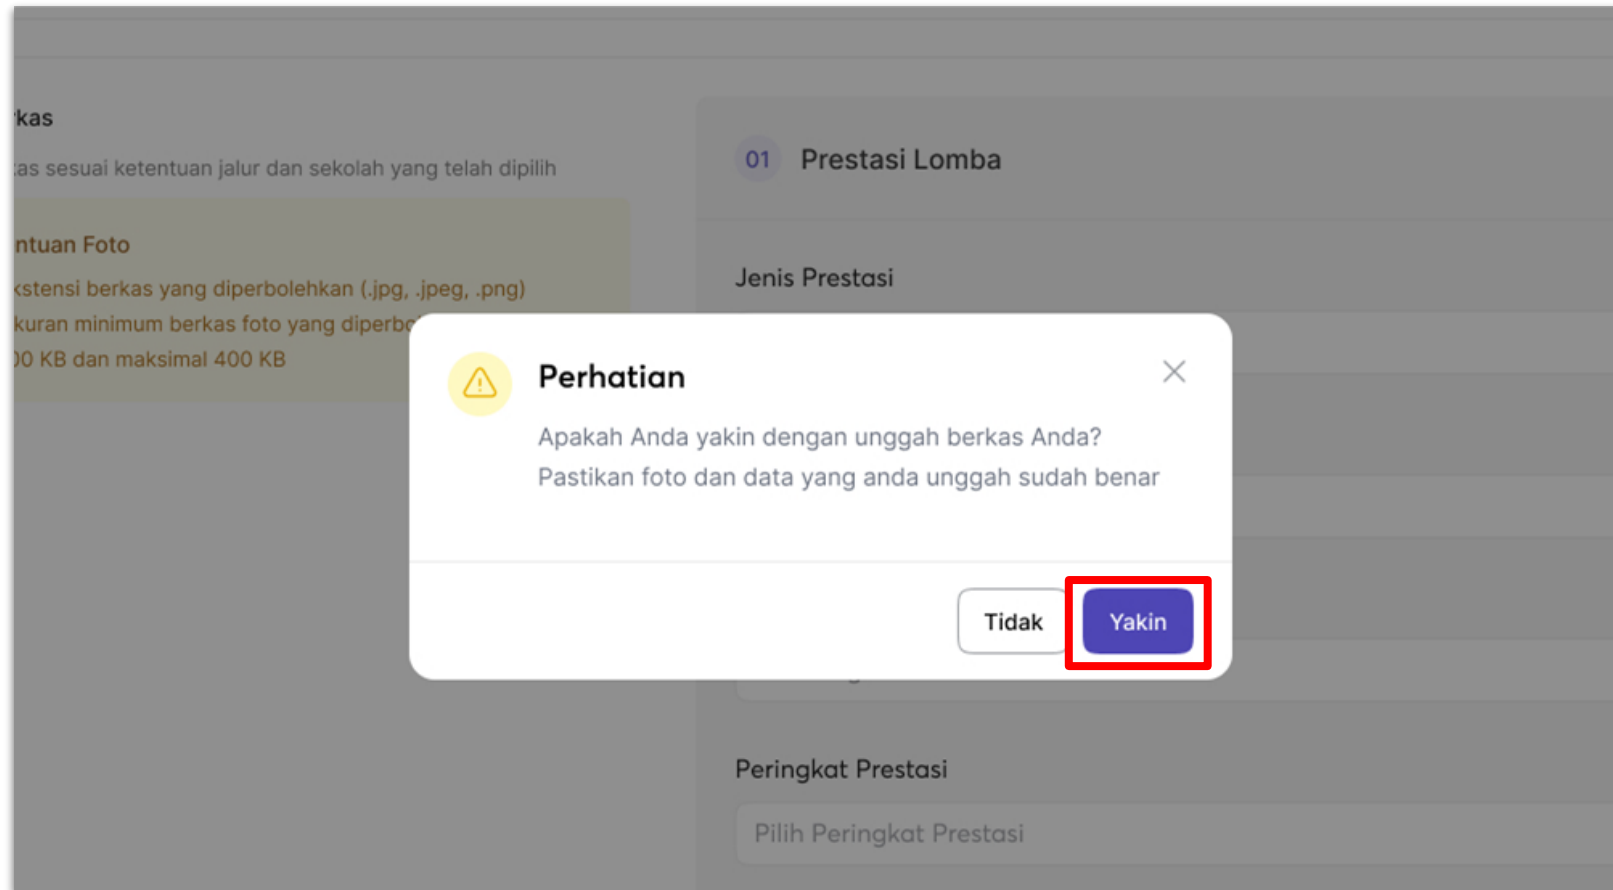 kas
as sesuai ketentuan jalur dan sekolah yang telah dipilih
ntuan Foto
kstensi berkas yang diperbolehkan (.jpg, .jpeg, .png)
kuran minimum berkas foto yang diperbo
00 KB dan maksimal 400 KB
01 Prestasi Lomba
Jenis Prestasi
Perhatian
Apakah Anda yakin dengan unggah berkas Anda?
Pastikan foto dan data yang anda unggah sudah benar
Tidak Yakin
Peringkat Prestasi
Pilih Peringkat Prestasi